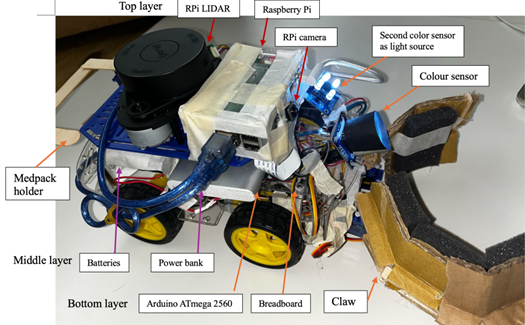 Top layer
RPi LIDAR
Raspberry Pi
RPi camera
Second color sensor
as light source
Colour sensor
Medpack
holder
Middle layer
Batteries
Power bank
Bottom layer
Arduino ATmega 2560
Breadboard
Claw